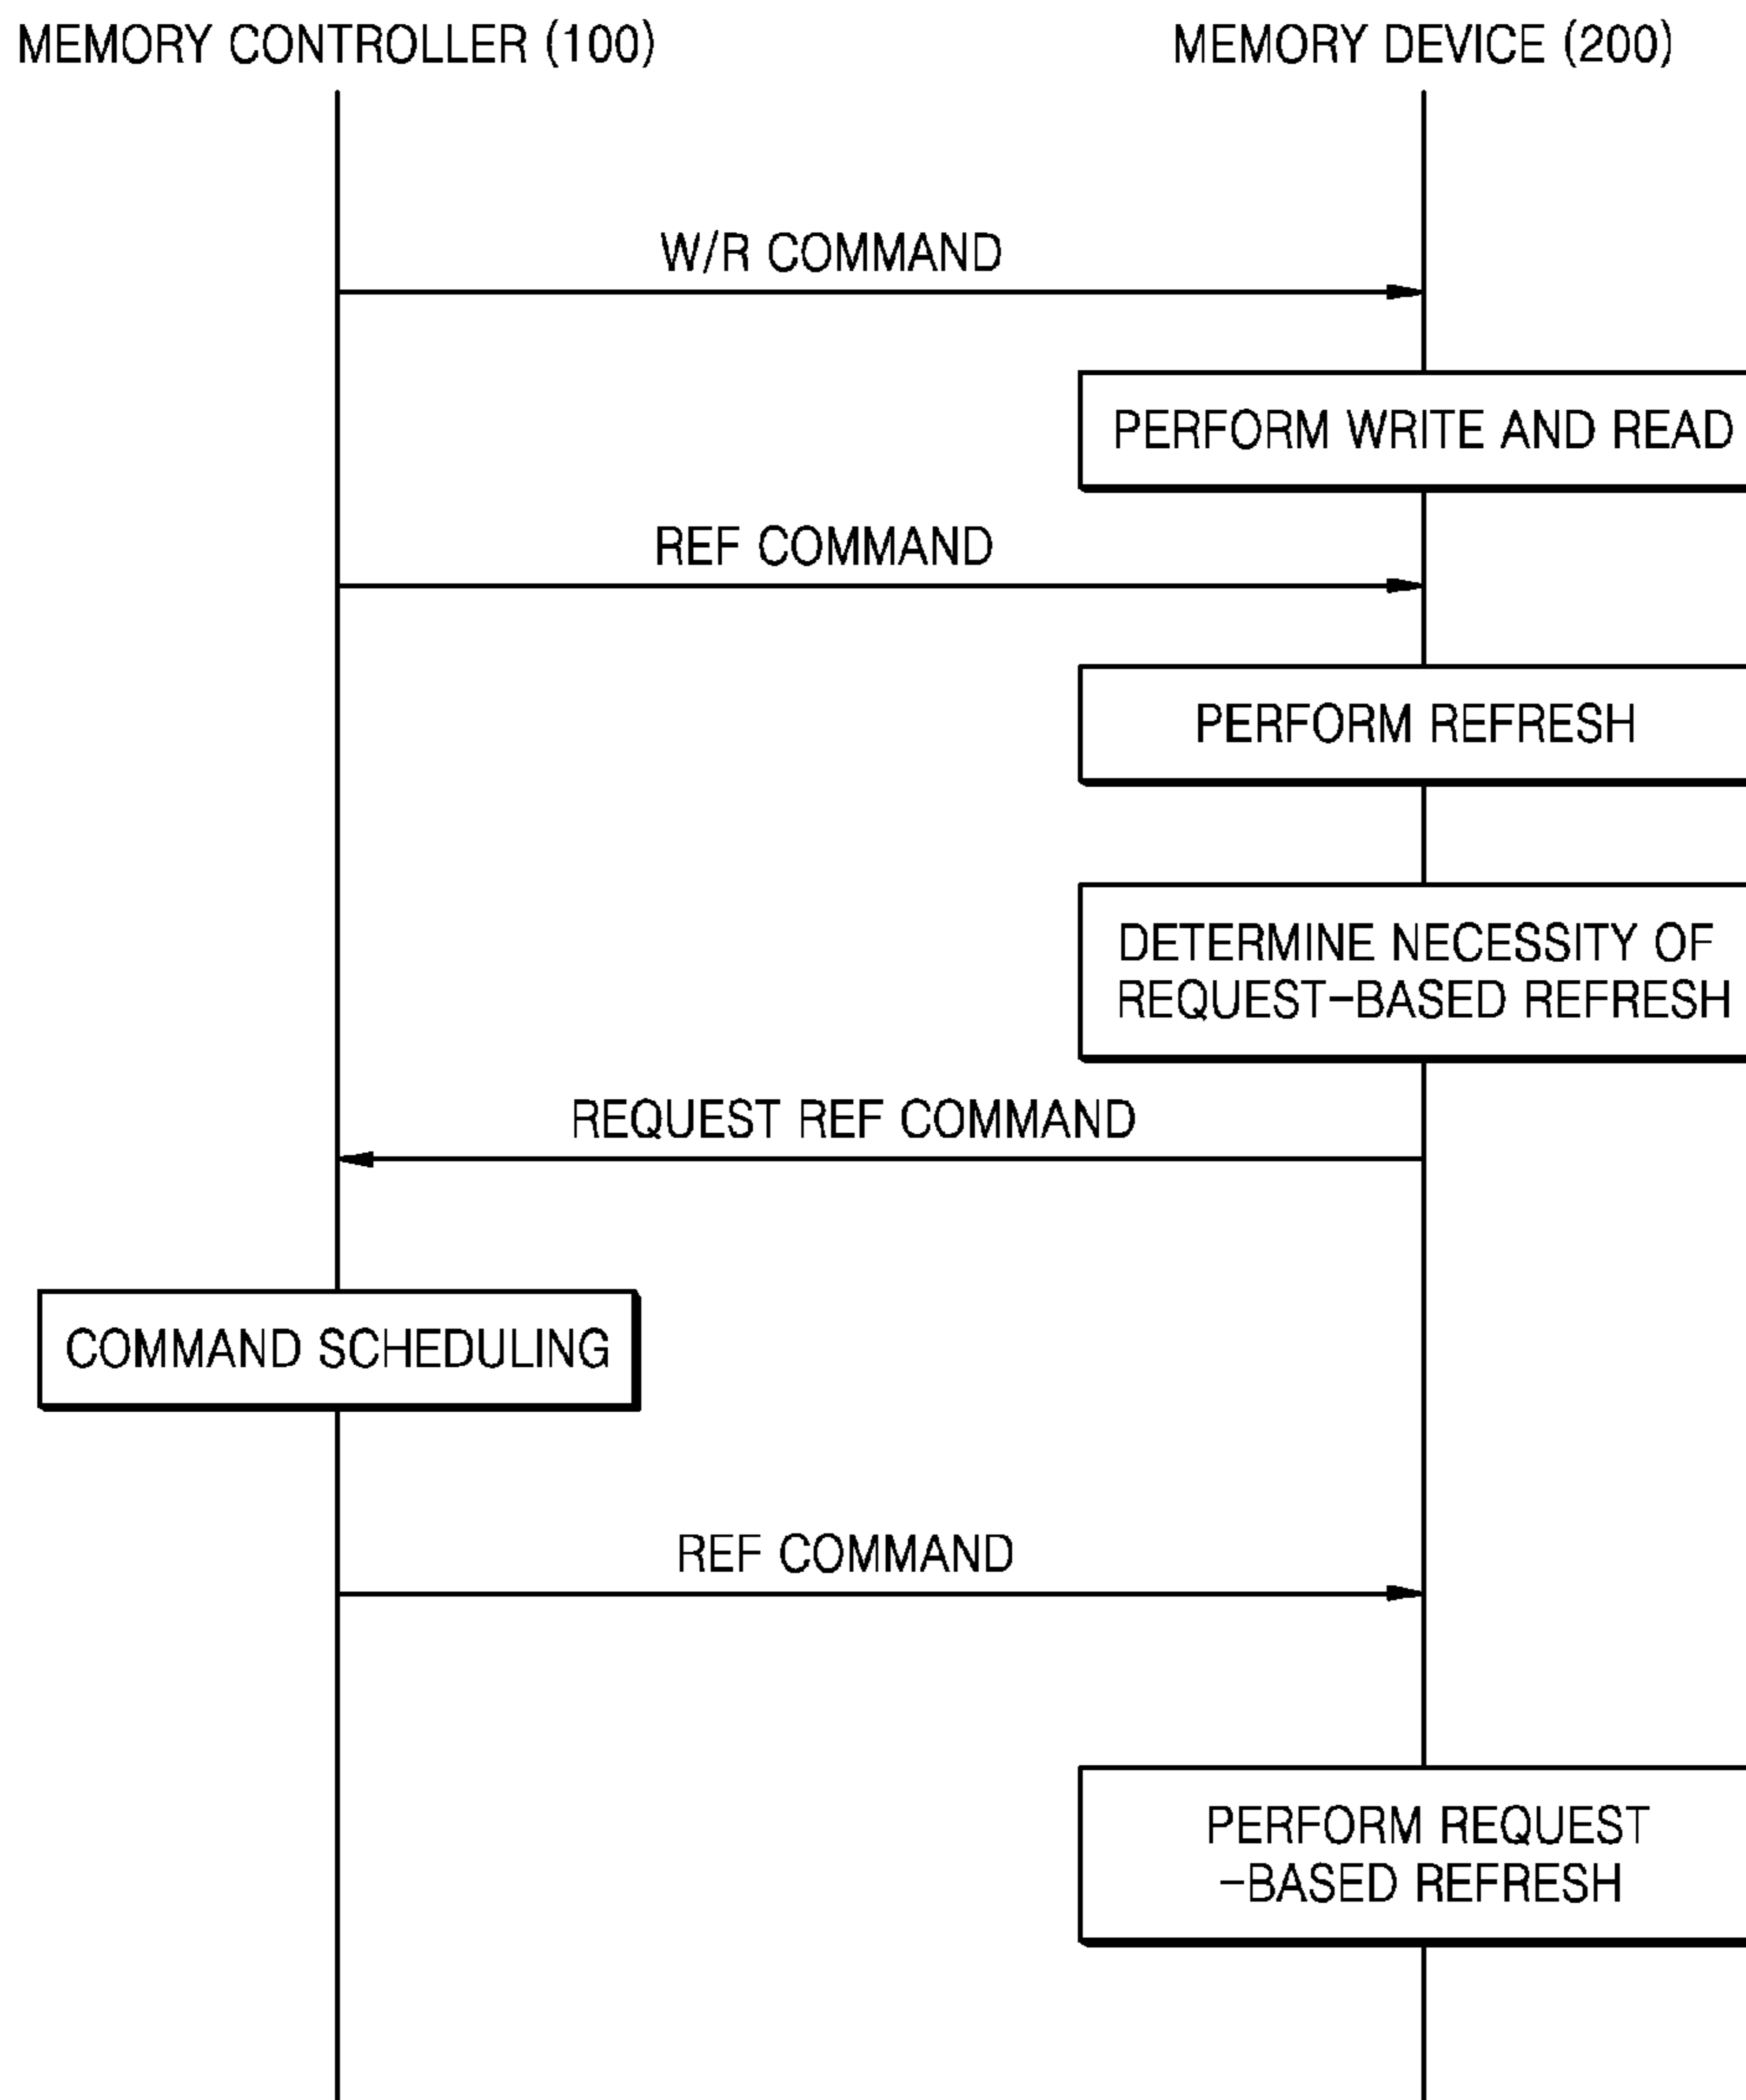 MEMORY CONTROLLER (100)
MEMORY DEVICE (200)
W/R COMMAND
PERFORM WRITE AND READ
REF COMMAND
PERFORM REFRESH
DETERMINE NECESSITY OF
REQUEST-BASED REFRESH
REQUEST REF COMMAND
COMMAND SCHEDULING
REF COMMAND
PERFORM REQUEST
-BASED REFRESH